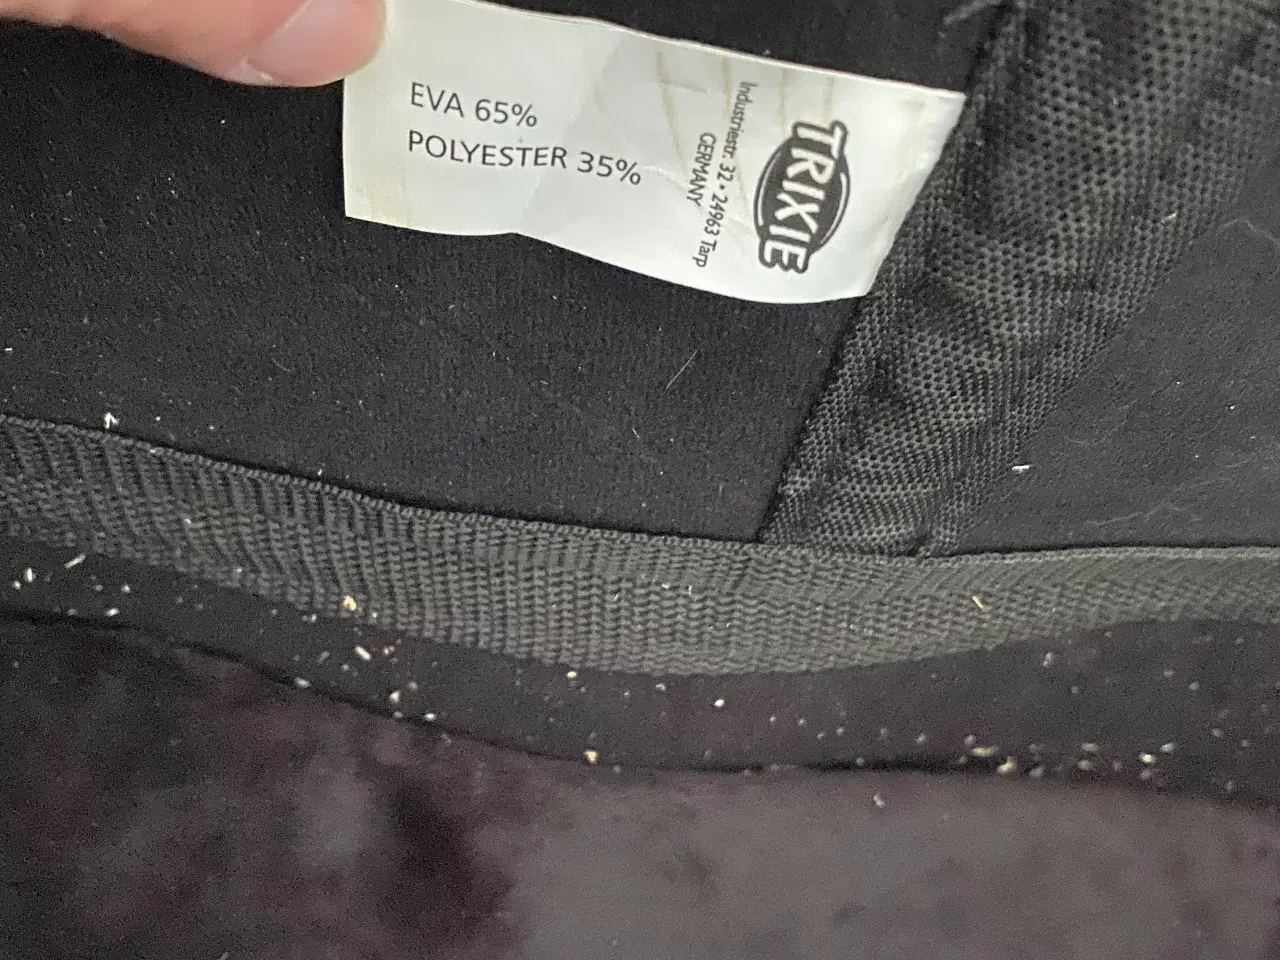 EVA 65%
POLYESTER 35%
TRIXIE
Industriestr. 32 • 24963 Tarp
GERMANY